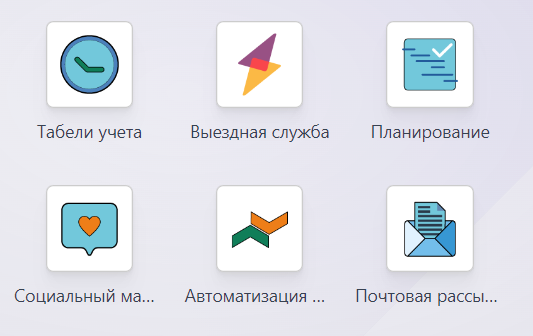 Табели учета
Выездная служба
Планирование
Социальный ма...
Автоматизация ...
Почтовая рассы...